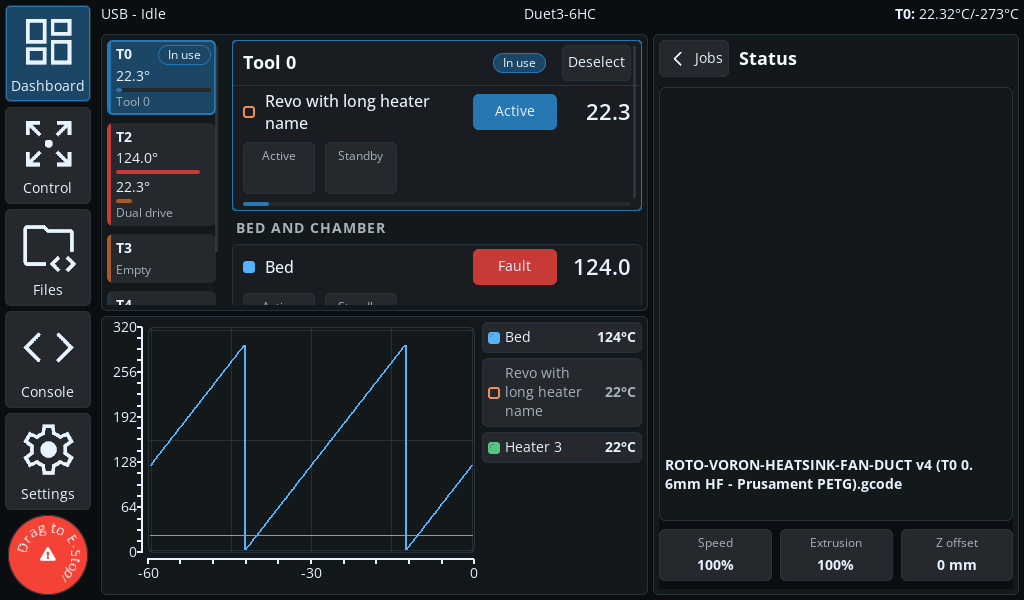 USB - Idle
Duet3-6HC
T0: 22.32°C/-273°C
Dashboard
Control
Files
Console
Settings
Drag to E-Stop!
T0
In use
22.3°
Tool 0
T2
124.0°
22.3°
Dual drive
T3
Empty
T4
Tool 0
In use
Deselect
Revo with long heater
name
Active
22.3
Active
Standby
BED AND CHAMBER
Bed
Fault
124.0
Active
Standby
320
256
192
128
64
0
-60
-30
0
Bed
124°C
Revo with
long heater
name
22°C
Heater 3
22°C
Jobs
Status
ROTO-VORON-HEATSINK-FAN-DUCT v4 (T0 0.
6mm HF - Prusament PETG).gcode
Speed
100%
Extrusion
100%
Z offset
0 mm